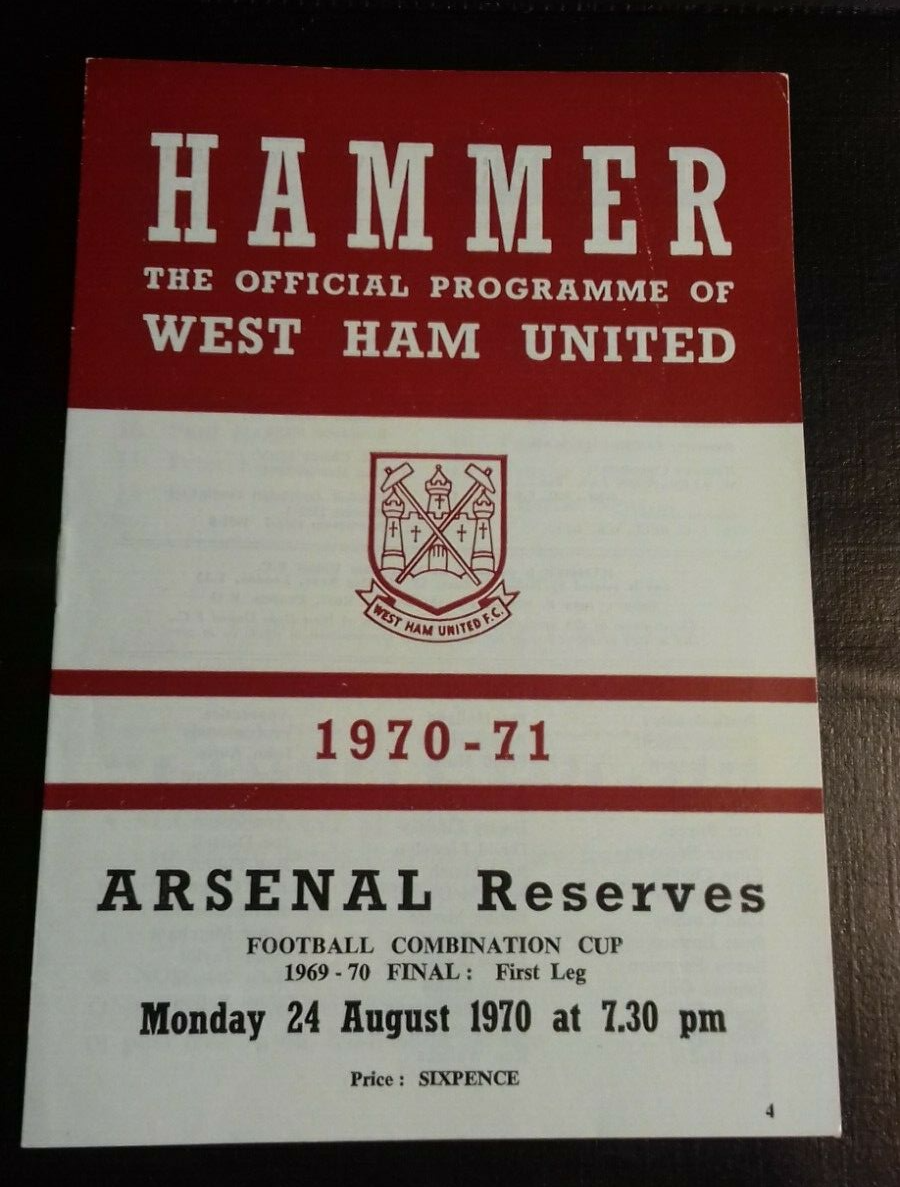 HAMMER
THE OFFICIAL PROGRAMME OF
WEST HAM UNITED
WEST HAM UNITED F.C.
1970-71
ARSENAL Reserves
FOOTBALL COMBINATION CUP
1969-70 FINAL: First Leg
Monday 24 August 1970 at 7.30 pm
Price: SIXPENCE
4